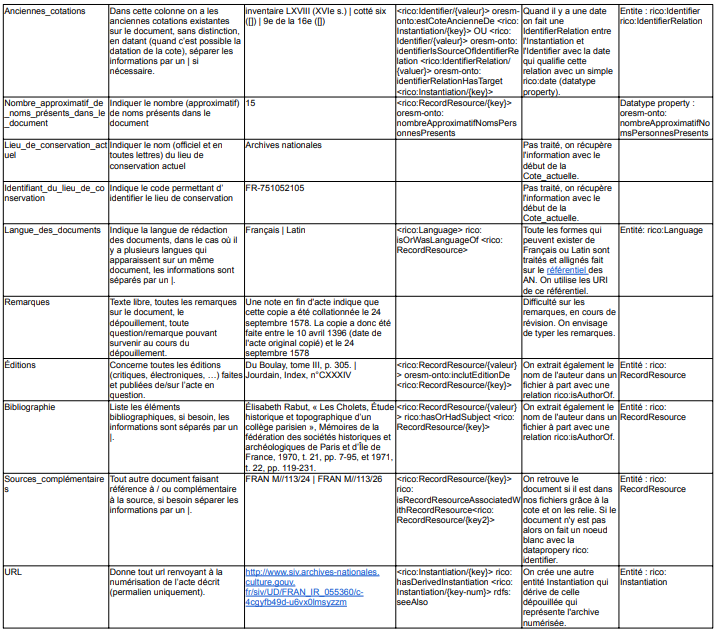 Anciennes_cotations
Dans cette colonne on a les
anciennes cotations existantes
sur le document, sans distinction,
en datant (quand c'est possible la
datation de la cote), séparer les
informations par un | si
nécessaire.
inventaire LXVIII (XVIe s.) | cotté six
([]) | 9e de la 16e ([])
<rico:Identifier/{valeur}> oresm-
onto:estCoteAncienneDe <rico:
Instantiation/{key}> OU <rico:
Identifier/{valeur}> oresm-onto:
identifierIsSourceOfIdentifierRe
lation <rico:IdentifierRelation/
{valuer}> oresm-onto:
identifierRelationHasTarget
<rico:Instantiation/{key}>
Quand il y a une date
on fait une
IdentifierRelation entre
l'Instantiation et
l'Identifier avec la date
qui qualifie cette
relation avec un simple
rico:date (datatype
property).
Entite : rico:Identifier
rico:IdentifierRelation
Nombre_approximatif_de
_noms_présents_dans_le
_document
Indiquer le nombre (approximatif)
de noms présents dans le
document
15
<rico:RecordResource/{key}>
oresm-onto:
nombreApproximatifNomsPers
onnesPresents
Datatype property :
oresm-onto:
nombreApproximatifNo
msPersonnesPresents
Lieu_de_conservation_act
uel
Indiquer le nom (officiel et en
toutes lettres) du lieu de
conservation actuel
Archives nationales
Pas traité, on récupère
l'information avec le
début de la
Cote_actuelle.
Identifiant_du_lieu_de_co
nservation
Indique le code permettant d'
identifier le lieu de conservation
FR-751052105
Pas traité, on récupère
l'information avec le
début de la
Cote_actuelle.
Langue_des_documents
Indique la langue de rédaction
des documents, dans le cas où il
y a plusieurs langues qui
apparaissent sur un même
document, les informations sont
séparés par un |.
Français | Latin
<rico:Language> rico:
isOrWasLanguageOf <rico:
RecordResource>
Toute les formes qui
peuvent exister de
Français ou Latin sont
traités et allignés fait
sur le référentiel des
AN. On utilise les URI
de ce référentiel.
Entité: rico:Language
Remarques
Texte libre, toutes les remarques
sur le document, le
dépouillement, toute
question/remarque pouvant
survenir au cours du
dépouillement.
Une note en fin d'acte indique que
cette copie a été collationnée le 24
septembre 1578. La copie a donc été
faite entre le 10 avril 1396 (date de
l'acte original copié) et le 24
septembre 1578
Difficulté sur les
remarques, en cours de
révision. On envisage
de typer les remarques.
Éditions
Concerne toutes les éditions
(critiques, électroniques, ...) faites
et publiées de/sur l'acte en
question.
Du Boulay, tome III, p. 305. |
Jourdain, Index, n°CXXXIV
<rico:RecordResource/{valeur}
> oresm-onto:inclutEditionDe
<rico:RecordResource/{key}>
On extrait également le
nom de l'auteur dans un
fichier à part avec une
relation rico:isAuthorOf.
Entité : rico:
RecordResource
Bibliographie
Liste les éléments
bibliographiques, si besoin, les
informations sont séparés par un
|.
Élisabeth Rabut, « Les Cholets, Étude
historique et topographique d'un
collège parisien », Mémoires de la
fédération des sociétés historiques et
archéologiques de Paris et d'Île de
France, 1970, t. 21, pp. 7-95, et 1971,
t. 22, pp. 119-231.
<rico:RecordResource/{valeur}
> rico:hasOrHadSubject <rico:
RecordResource/{key}>
On extrait également le
nom de l'auteur dans un
fichier à part avec une
relation rico:isAuthorOf.
Entité : rico:
RecordResource
Sources_complémentaire
s
Tout autre document faisant
référence à / ou complémentaire
à la source, si besoin séparer les
informations par un |.
FRAN M//113/24 | FRAN M//113/26
<rico:RecordResource/{key}>
rico:
isRecordResourceAssociatedW
ithRecordResource<rico:
RecordResource/{key2}>
On retrouve le
document si il est dans
nos fichiers grâce à la
cote et on les relie. Si le
document n'y est pas
alors on fait un noeud
blanc avec la
dataproperty rico:
identifier.
Entité : rico:
RecordResource
URL
Donne tout url renvoyant à la
numérisation de l'acte décrit
(permalien uniquement).
http://www.siv.archives-nationales.
culture.gouv.
fr/siv/UD/FRAN_IR_055360/c-
4cgyfb49d-u6vx0lmsyzzm
<rico:Instantiation/{key}> rico:
hasDerivedInstantiation <rico:
Instantiation/{key-num}> rdfs:
seeAlso
On crée une autre
entité Instantiation qui
dérive de celle
dépouillée et qui
représente l'archive
numérisée.
Entité : rico:
Instantiation